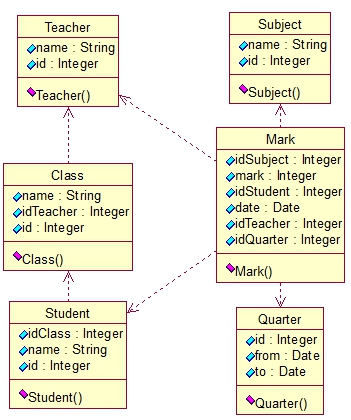 Teacher
name : String
id : Integer
Teacher()
Subject
name : String
id : Integer
Subject()
Class
name : String
idTeacher : Integer
id : Integer
Class()
Mark
idSubject : Integer
mark : Integer
idStudent : Integer
date : Date
idTeacher : Integer
idQuarter : Integer
Mark()
Student
idClass : Integer
name : String
id : Integer
Student()
Quarter
id : Integer
from : Date
to : Date
Quarter()